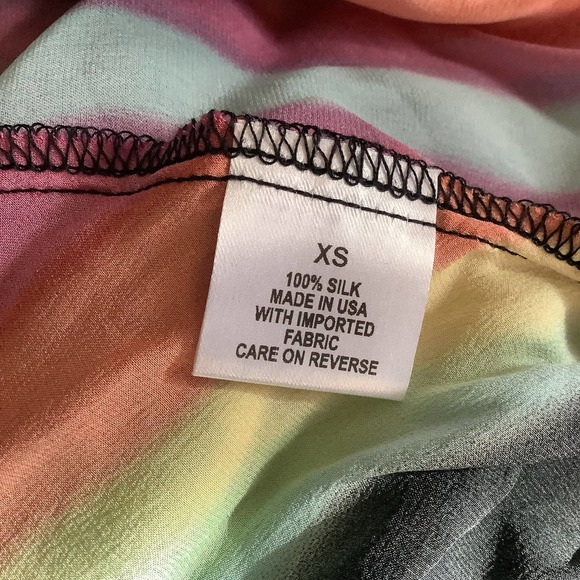 XS
100% SILK
MADE IN USA
WITH IMPORTED
FABRIC
CARE ON REVERSE